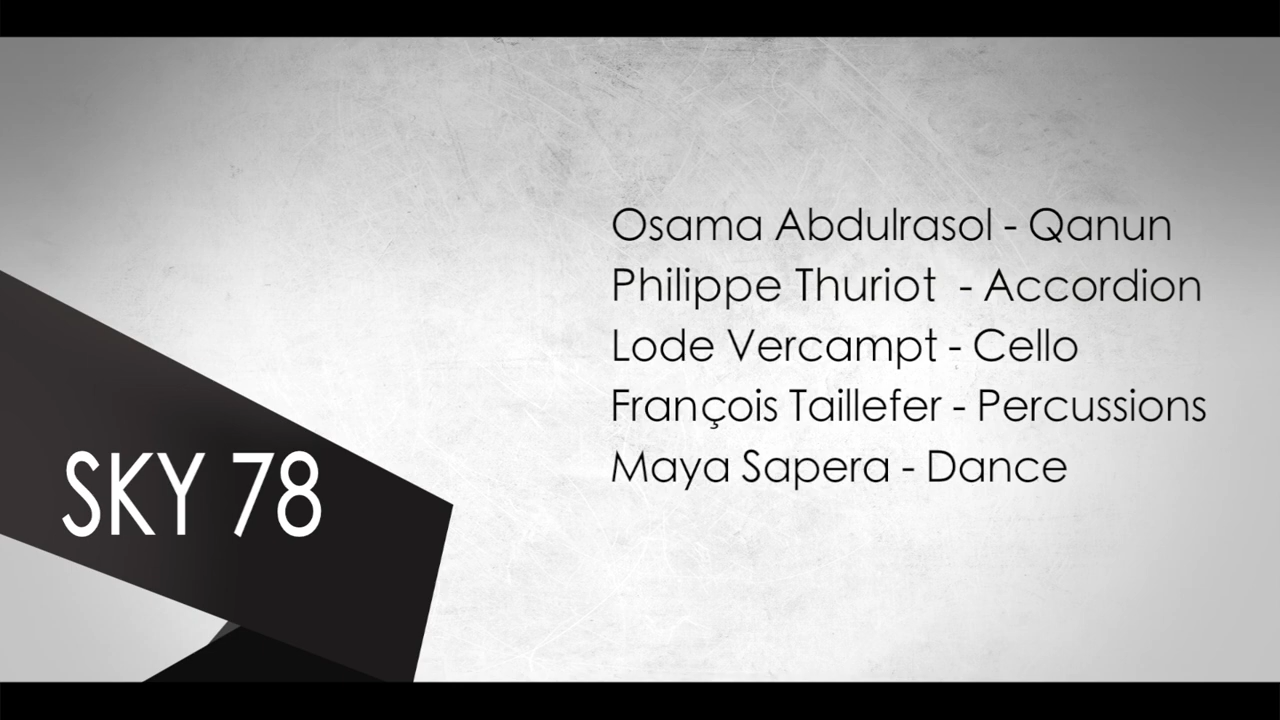 Osama Abdulrasol - Qanun
Philippe Thuriot - Accordion
Lode Vercampt - Cello
François Taillefer - Percussions
Maya Sapera - Dance
SKY 78